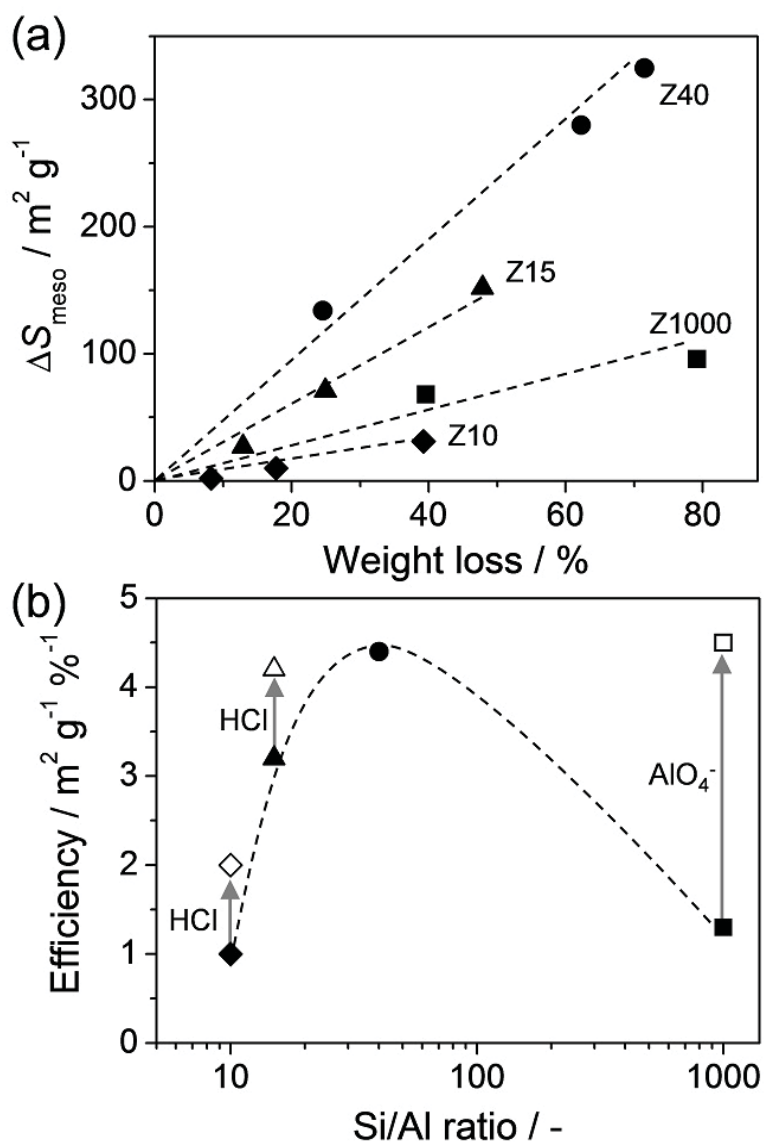 (a)
300
200
100
0
ΔS_meso / m² g⁻¹
Z40
Z15
Z1000
Z10
0 20 40 60 80
Weight loss / %
(b)
5
4
3
2
1
0
Efficiency / m² g⁻¹ %⁻¹
HCl
HCl
AlO₄⁻
10 100 1000
Si/Al ratio / -